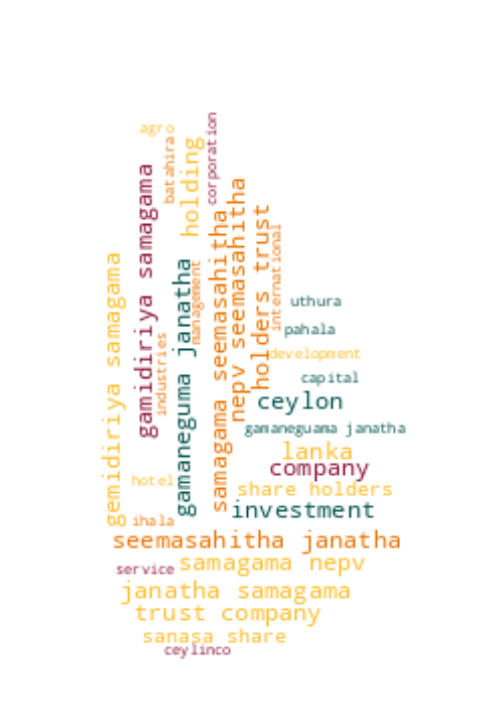 agro
corporation
batahira
holding
gamidiriya samagama
nepv seemasahitha
holders trust
samagama seemasahitha
international
gemidiriya samagama
gamaneguma janatha
management
industries
uthura
pahala
development
capital
ceylon
gamaneguama janatha
lanka
company
hotel
share holders
investment
ihala
seemasahitha janatha
samagama nepv
service
janatha samagama
trust company
sanasa share
ceylinco